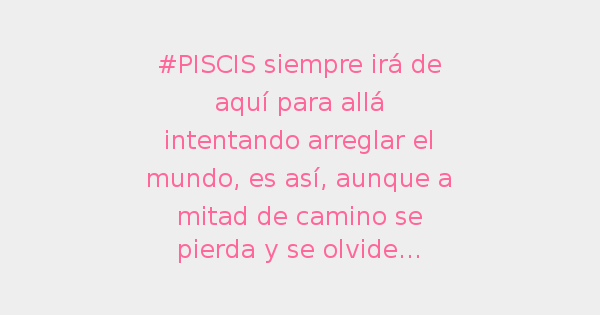 #PISCIS siempre irá de
aquí para allá
intentando arreglar el
mundo, es así, aunque a
mitad de camino se
pierda y se olvide...